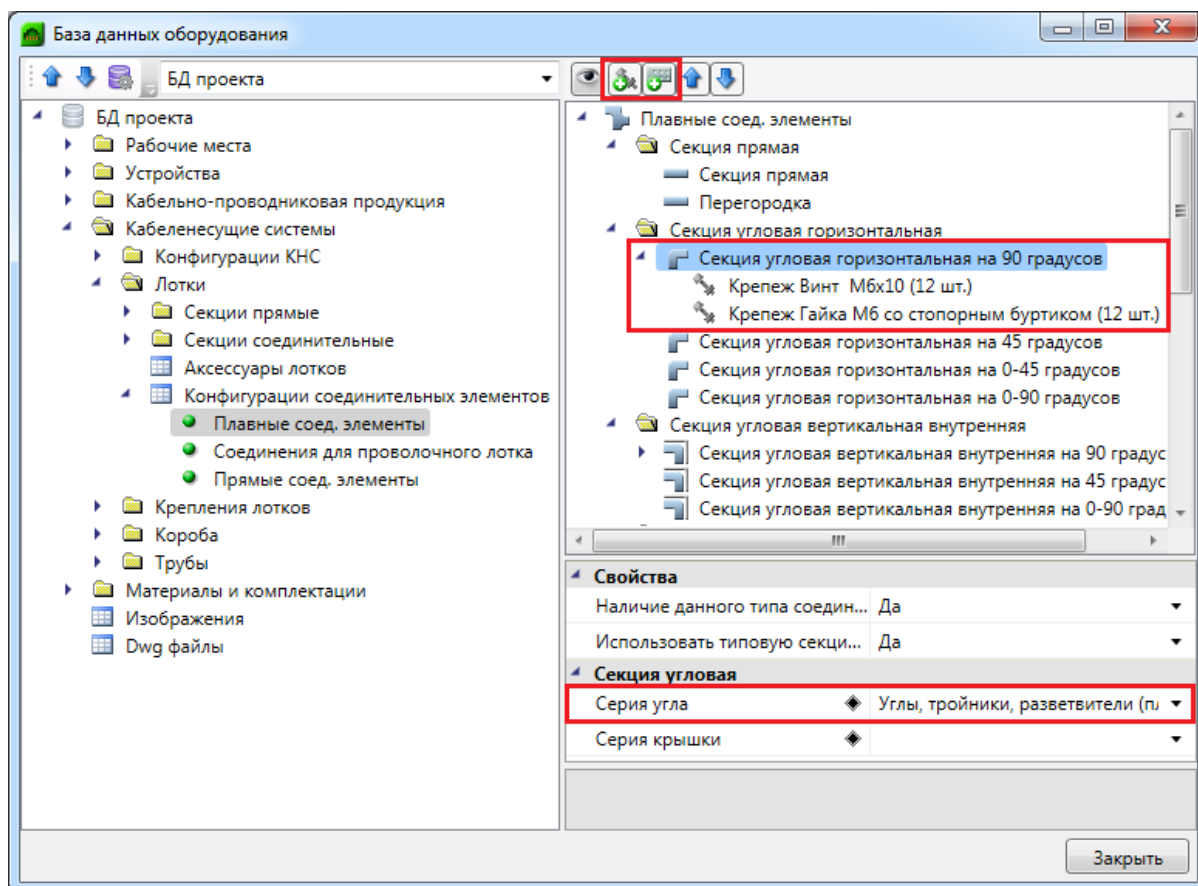 База данных оборудования
БД проекта
БД проекта
Рабочие места
Устройства
Кабельно-проводниковая продукция
Кабеленесущие системы
Конфигурации КНС
Лотки
Секции прямые
Секции соединительные
Аксессуары лотков
Конфигурации соединительных элементов
Плавные соед. элементы
Соединения для проволочного лотка
Прямые соед. элементы
Крепления лотков
Короба
Трубы
Материалы и комплектации
Изображения
Dwg файлы
Плавные соед. элементы
Секция прямая
Секция прямая
Перегородка
Секция угловая горизонтальная
Секция угловая горизонтальная на 90 градусов
Крепеж Винт М6х10 (12 шт.)
Крепеж Гайка М6 со стопорным буртиком (12 шт.)
Секция угловая горизонтальная на 45 градусов
Секция угловая горизонтальная на 0-45 градусов
Секция угловая горизонтальная на 0-90 градусов
Секция угловая вертикальная внутренняя
Секция угловая вертикальная внутренняя на 90 градус
Секция угловая вертикальная внутренняя на 45 градус
Секция угловая вертикальная внутренняя на 0-90 град
Свойства
Наличие данного типа соедин... Да
Использовать типовую секци... Да
Секция угловая
Серия угла Углы, тройники, разветвители (пл
Серия крышки
Закрыть